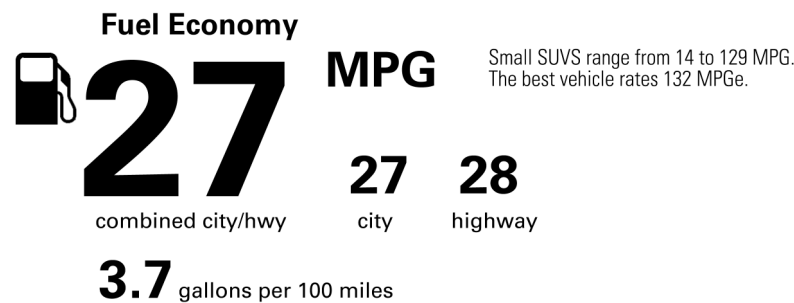 Fuel Economy
27 MPG
Small SUVS range from 14 to 129 MPG.
The best vehicle rates 132 MPGe.
combined city/hwy
27
city
28
highway
3.7 gallons per 100 miles